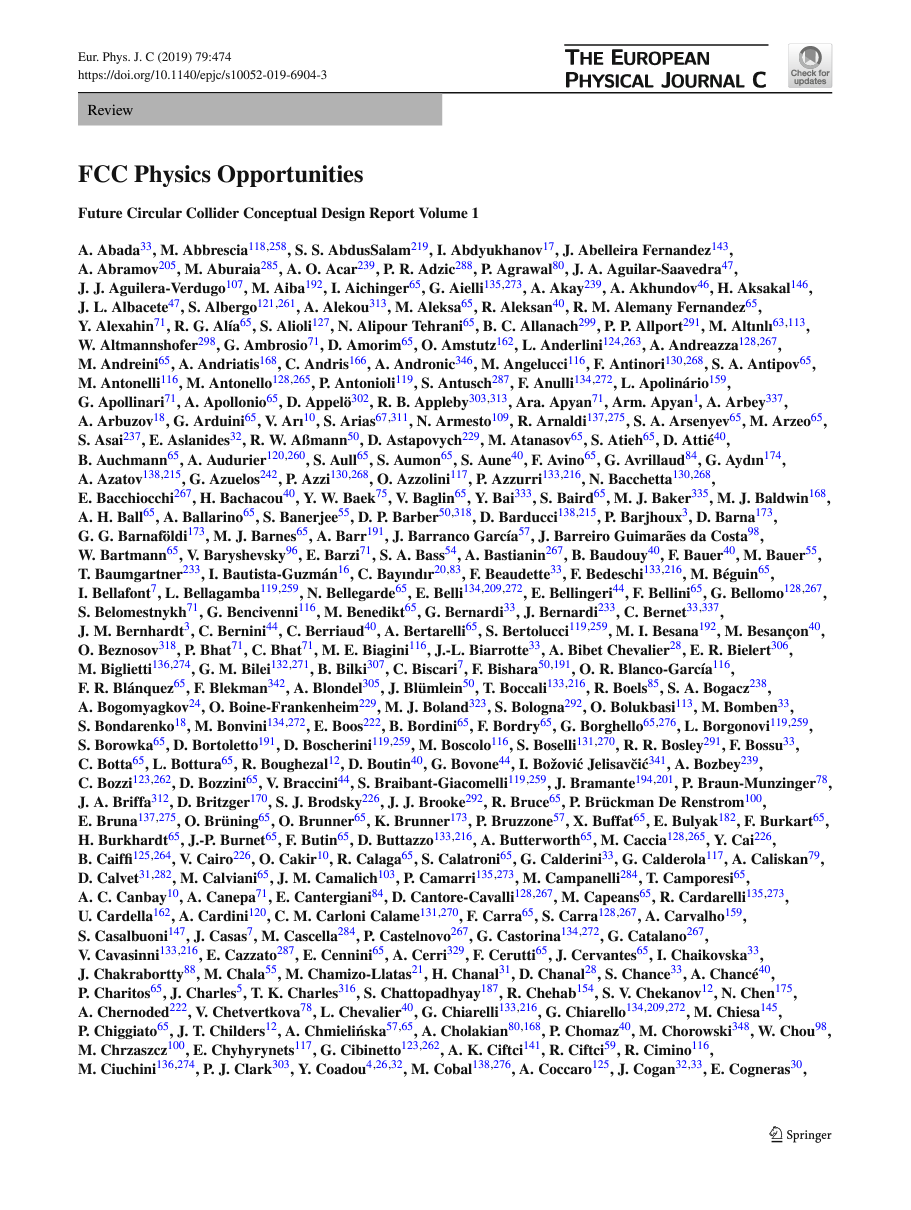 Eur. Phys. J. C (2019) 79:474
https://doi.org/10.1140/epjc/s10052-019-6904-3
THE EUROPEAN
PHYSICAL JOURNAL C
Check for
updates
Review
FCC Physics Opportunities
Future Circular Collider Conceptual Design Report Volume 1
A. Abada33, M. Abbrescia118,258, S. S. AbdusSalam219, I. Abdyukhanov17, J. Abelleira Fernandez143,
A. Abramov205, M. Aburaia285, A. O. Acar239, P. R. Adzic288, P. Agrawal80, J. A. Aguilar-Saavedra47,
J. J. Aguilera-Verdugo107, M. Aiba192, I. Aichinger65, G. Aielli135,273, A. Akay239, A. Akhundov46, H. Aksakal146,
J. L. Albacete47, S. Albergo121,261, A. Alekou313, M. Aleksa65, R. Aleksan40, R. M. Alemany Fernandez65,
Y. Alexahin71, R. G. Alía65, S. Alioli127, N. Alipour Tehrani65, B. C. Allanach299, P. P. Allport291, M. Altınlı63,113,
W. Altmannshofer298, G. Ambrosio71, D. Amorim65, O. Amstutz162, L. Anderlini124,263, A. Andreazza128,267,
M. Andreini65, A. Andriatis168, C. Andris166, A. Andronic346, M. Angelucci116, F. Antinori130,268, S. A. Antipov65,
M. Antonelli116, M. Antonello128,265, P. Antonioli119, S. Antusch287, F. Anulli134,272, L. Apolinário159,
G. Apollinari71, A. Apollonio65, D. Appelö302, R. B. Appleby303,313, Ara. Apyan71, Arm. Apyan1, A. Arbey337,
A. Arbuzov18, G. Arduini65, V. Arı10, S. Arias67,311, N. Armesto109, R. Arnaldi137,275, S. A. Arsenyev65, M. Arzeo65,
S. Asai237, E. Aslanides32, R. W. Aßmann50, D. Astapovych229, M. Atanasov65, S. Atieh65, D. Attié40,
B. Auchmann65, A. Audurier120,260, S. Aull65, S. Aumon65, S. Aune40, F. Avino65, G. Avrillaud84, G. Aydın174,
A. Azatov138,215, G. Azuelos242, P. Azzi130,268, O. Azzolini117, P. Azzurri133,216, N. Bacchetta130,268,
E. Bacchiocchi267, H. Bachacou40, Y. W. Baek75, V. Baglin65, Y. Bai333, S. Baird65, M. J. Baker335, M. J. Baldwin168,
A. H. Ball65, A. Ballarino65, S. Banerjee55, D. P. Barber50,318, D. Barducci138,215, P. Barjhoux3, D. Barna173,
G. G. Barnaföldi173, M. J. Barnes65, A. Barr191, J. Barranco García57, J. Barreiro Guimarães da Costa98,
W. Bartmann65, V. Baryshevsky96, E. Barzi71, S. A. Bass54, A. Bastianin267, B. Baudouy40, F. Bauer40, M. Bauer55,
T. Baumgartner233, I. Bautista-Guzmán16, C. Bayındır20,83, F. Beaudette33, F. Bedeschi133,216, M. Béguin65,
I. Bellafont7, L. Bellagamba119,259, N. Bellegarde65, E. Belli134,209,272, E. Bellingeri44, F. Bellini65, G. Bellomo128,267,
S. Belomestnykh71, G. Bencivenni116, M. Benedikt65, G. Bernardi33, J. Bernardi233, C. Bernet33,337,
J. M. Bernhardt3, C. Bernini44, C. Berriaud40, A. Bertarelli65, S. Bertolucci119,259, M. I. Besana192, M. Besançon40,
O. Beznosov318, P. Bhat71, C. Bhat71, M. E. Biagini116, J.-L. Biarrotte33, A. Bibet Chevalier28, E. R. Bielert306,
M. Biglietti136,274, G. M. Bilei132,271, B. Bilki307, C. Biscari7, F. Bishara50,191, O. R. Blanco-García116,
F. R. Blánquez65, F. Blekman342, A. Blondel305, J. Blümlein50, T. Boccali133,216, R. Boels85, S. A. Bogacz238,
A. Bogomyagkov24, O. Boine-Frankenheim229, M. J. Boland323, S. Bologna292, O. Bolukbasi113, M. Bomben33,
S. Bondarenko18, M. Bonvini134,272, E. Boos222, B. Bordini65, F. Bordry65, G. Borghello65,276, L. Borgonovi119,259,
S. Borowka65, D. Bortoletto191, D. Boscherini119,259, M. Boscolo116, S. Boselli131,270, R. R. Bosley291, F. Bossu33,
C. Botta65, L. Bottura65, R. Boughezal12, D. Boutin40, G. Bovone44, I. Božović Jelisavčić341, A. Bozbey239,
C. Bozzi123,262, D. Bozzini65, V. Braccini44, S. Braibant-Giacomelli119,259, J. Bramante194,201, P. Braun-Munzinger78,
J. A. Briffa312, D. Britzger170, S. J. Brodsky226, J. J. Brooke292, R. Bruce65, P. Brückman De Renstrom100,
E. Bruna137,275, O. Brüning65, O. Brunner65, K. Brunner173, P. Bruzzone57, X. Buffat65, E. Bulyak182, F. Burkart65,
H. Burkhardt65, J.-P. Burnet65, F. Butin65, D. Buttazzo133,216, A. Butterworth65, M. Caccia128,265, Y. Cai226,
B. Caiffi125,264, V. Cairo226, O. Cakir10, R. Calaga65, S. Calatroni65, G. Calderini33, G. Calderola117, A. Caliskan79,
D. Calvet31,282, M. Calviani65, J. M. Camalich103, P. Camarri135,273, M. Campanelli284, T. Camporesi65,
A. C. Canbay10, A. Canepa71, E. Cantergiani84, D. Cantore-Cavalli128,267, M. Capeans65, R. Cardarelli135,273,
U. Cardella162, A. Cardini120, C. M. Carloni Calame131,270, F. Carra65, S. Carra128,267, A. Carvalho159,
S. Casalbuoni147, J. Casas7, M. Cascella284, P. Castelnovo267, G. Castorina134,272, G. Catalano267,
V. Cavasinni133,216, E. Cazzato287, E. Cennini65, A. Cerri329, F. Cerutti65, J. Cervantes65, I. Chaikovska33,
J. Chakrabortty88, M. Chala55, M. Chamizo-Llatas21, H. Chanal31, D. Chanal28, S. Chance33, A. Chancé40,
P. Charitos65, J. Charles5, T. K. Charles316, S. Chattopadhyay187, R. Chehab154, S. V. Chekanov12, N. Chen175,
A. Chernoded222, V. Chetvertkova78, L. Chevalier40, G. Chiarelli133,216, G. Chiarello134,209,272, M. Chiesa145,
P. Chiggiato65, J. T. Childers12, A. Chmielińska57,65, A. Cholakian80,168, P. Chomaz40, M. Chorowski348, W. Chou98,
M. Chrzaszcz100, E. Chyhyrynets117, G. Cibinetto123,262, A. K. Ciftci141, R. Ciftci59, R. Cimino116,
M. Ciuchini136,274, P. J. Clark303, Y. Coadou4,26,32, M. Cobal138,276, A. Coccaro125, J. Cogan32,33, E. Cogneras30,
Springer